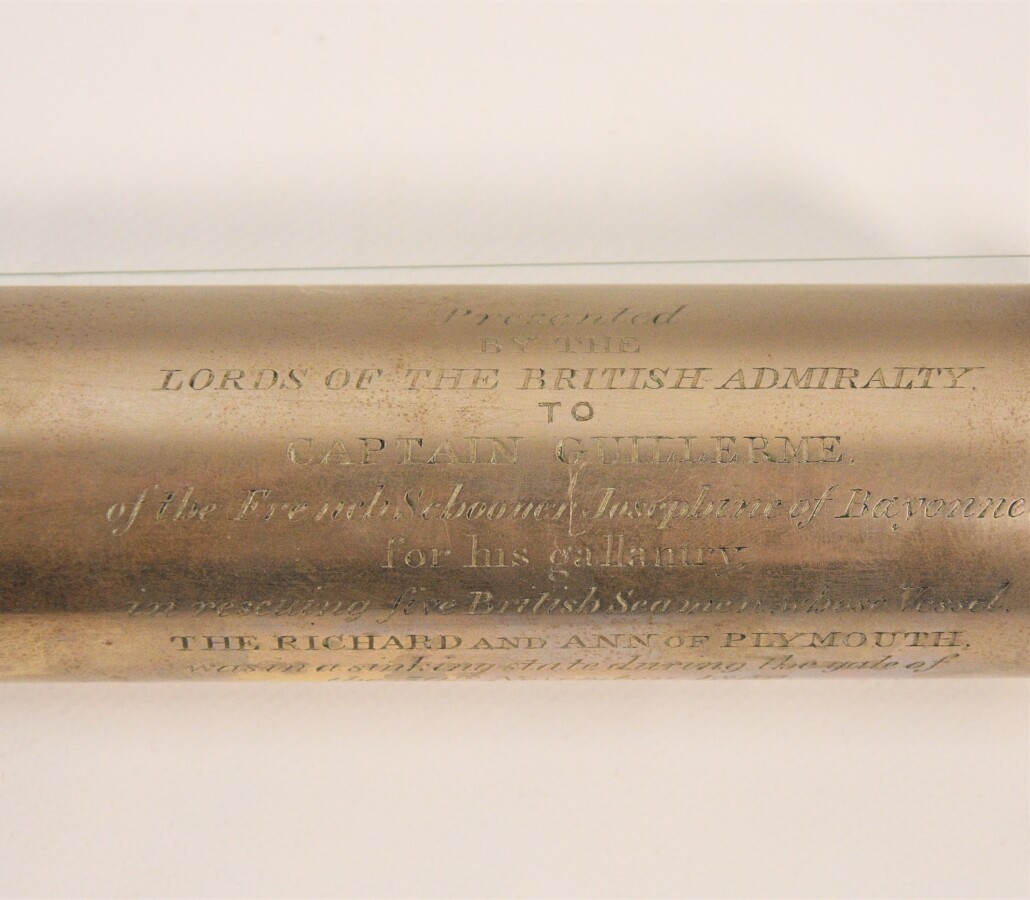 Presented
BY THE
LORDS OF THE BRITISH ADMIRALTY.
TO
CAPTAIN GUILLERME,
of the French Schooner Josephine of Bayonne
for his gallantry,
in rescuing five British Seamen, whose Vessel,
THE RICHARD AND ANN OF PLYMOUTH,
was in a sinking state during the gale of
the